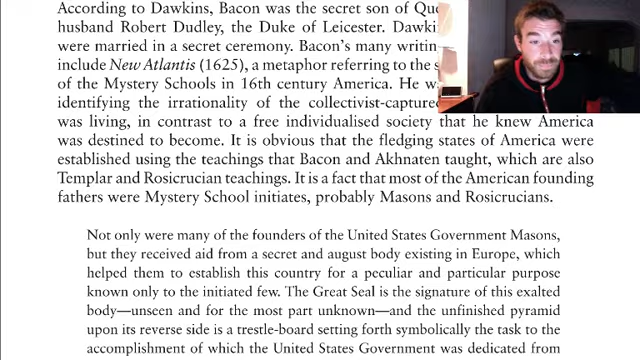 According to Dawkins, Bacon was the secret son of
husband Robert Dudley, the Duke of Leicester.
were married in a secret ceremony. Bacon's many
include New Atlantis (1625), a metaphor referring to the
of the Mystery Schools in 16th century America. He
identifying the irrationality of the
was living, in contrast to a free individualised society that he knew America
was destined to become. It is obvious that the fledging states of America were
established using the teachings that Bacon and Akhnaten taught, which are also
Templar and Rosicrucian teachings. It is a fact that most of the American founding
fathers were Mystery School initiates, probably Masons and Rosicrucians.
Not only were many of the founders of the United States Government Masons,
but they received aid from a secret and august body existing in Europe, which
helped them to establish this country for a peculiar and particular purpose
known only to the initiated few. The Great Seal is the signature of this exalted
body—unseen and for the most part unknown—and the unfinished pyramid
upon its reverse side is a trestle-board setting forth symbolically the task to the
accomplishment of which the United States Government was dedicated from